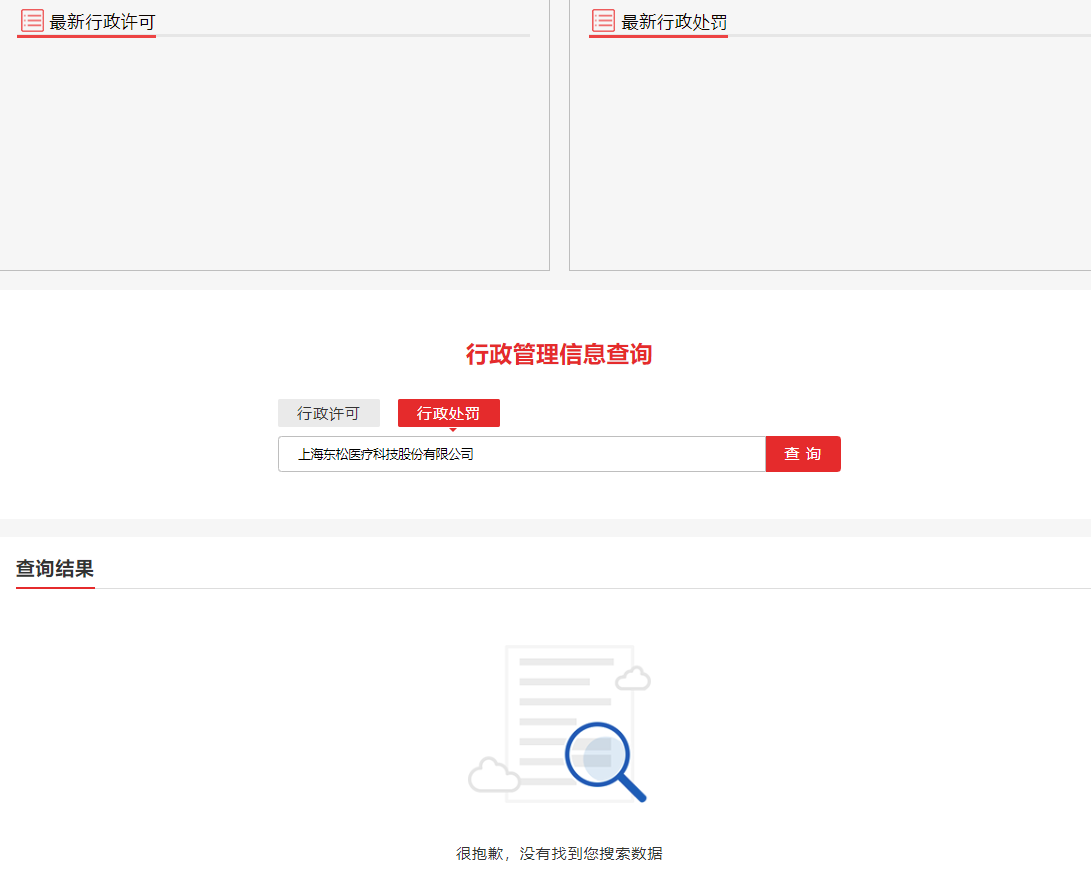 最新行政许可
最新行政处罚
行政管理信息查询
行政许可
行政处罚
上海东松医疗科技股份有限公司
查 询
查询结果
很抱歉，没有找到您搜索数据